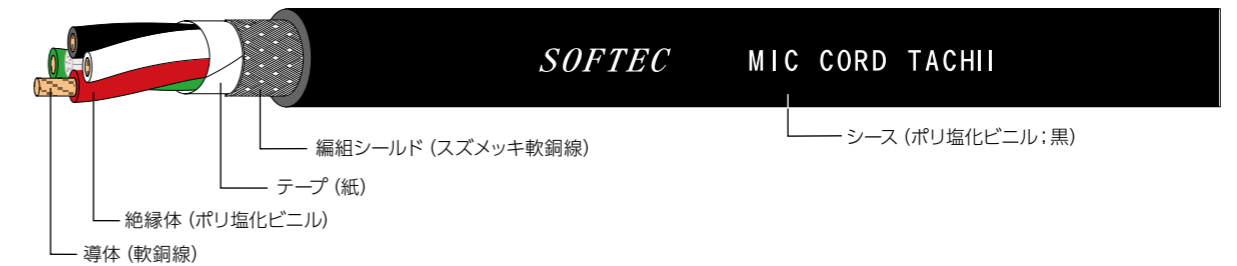 SOFTEC MIC CORD TACHII
シース（ポリ塩化ビニル；黒）
編組シールド（スズメッキ軟銅線）
テープ（紙）
絶縁体（ポリ塩化ビニル）
導体（軟銅線）